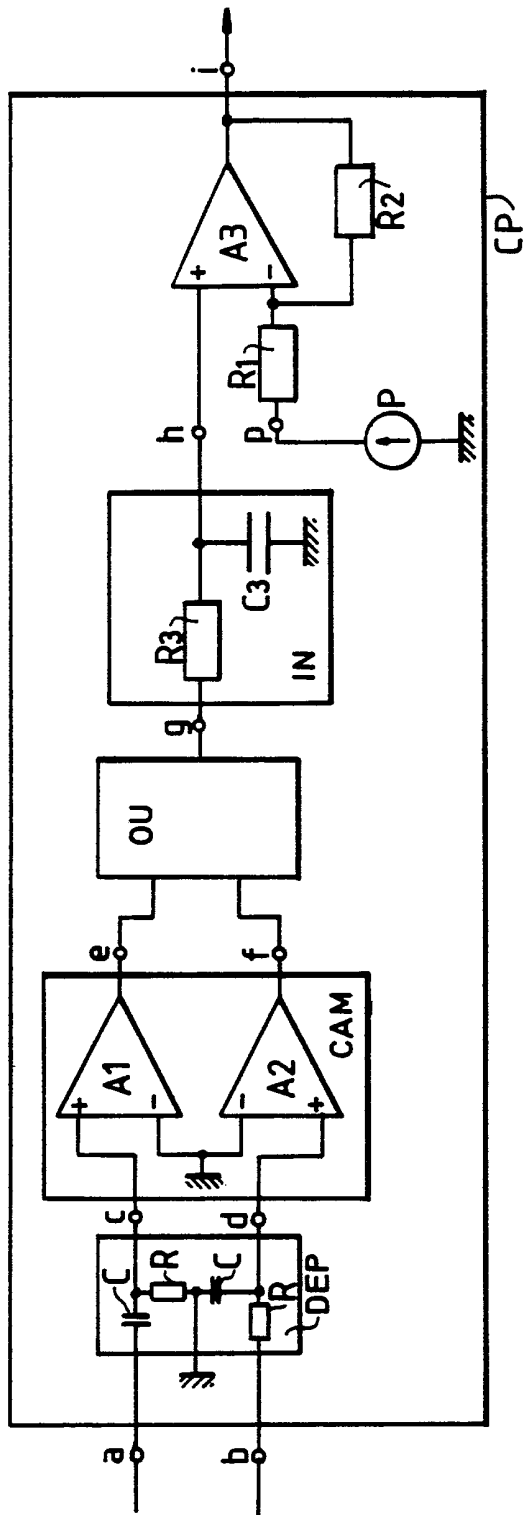 a
b
C
R
C
R
DEP
c
d
+
A1
-
-
A2
+
CAM
e
f
OU
g
R3
C3
IN
h
+
A3
-
R1
R2
p
P
i
CP